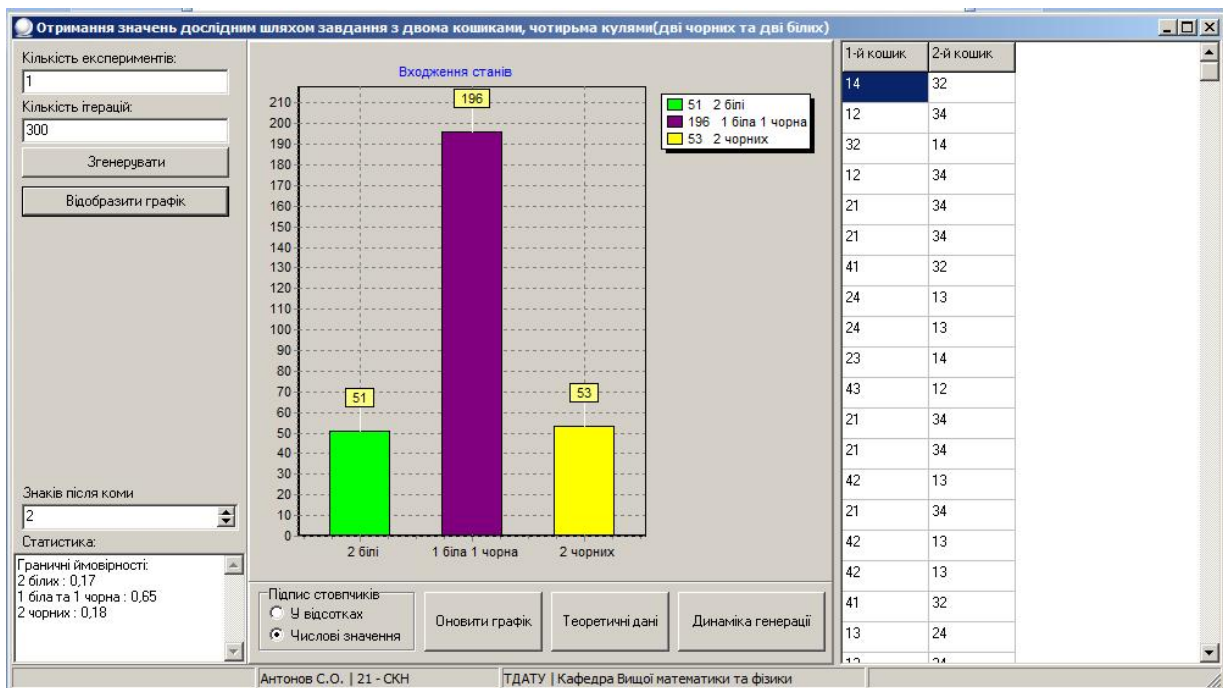 Отримання значень дослідним шляхом завдання з двома кошиками, чотирьма кулями(дві чорних та дві білих)
Кількість експериментів:
1
Кількість ітерацій:
300
Згенерувати
Відобразити графік
Знаків після коми
2
Статистика:
Граничні ймовірності:
2 білих : 0,17
1 біла та 1 чорна : 0,65
2 чорних : 0,18
Входження станів
210
200
190
180
170
160
150
140
130
120
110
100
90
80
70
60
50
40
30
20
10
0
51
196
53
2 білі
1 біла 1 чорна
2 чорних
51 2 білі
196 1 біла 1 чорна
53 2 чорних
Підпис стовпчиків
У відсотках
Числові значення
Оновити графік
Теоретичні дані
Динаміка генерації
1-й кошик 2-й кошик
14 32
12 34
32 14
12 34
21 34
21 34
41 32
24 13
24 13
23 14
43 12
21 34
21 34
42 13
21 34
42 13
42 13
41 32
13 24
Антонов С.О. | 21 - СКН
ТДАТУ | Кафедра Вищої математики та фізики